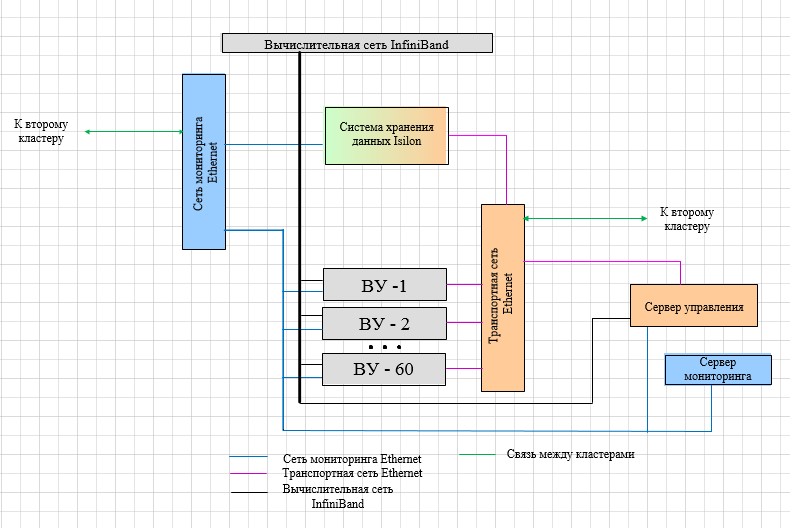 Вычислительная сеть InfiniBand
К второму
кластеру
Сеть мониторинга
Ethernet
Система хранения
данных Isilon
К второму
кластеру
Транспортная сеть
Ethernet
ВУ -1
ВУ - 2
• • •
ВУ - 60
Сервер управления
Сервер
мониторинга
Сеть мониторинга Ethernet
Транспортная сеть Ethernet
Вычислительная сеть
InfiniBand
Связь между кластерами